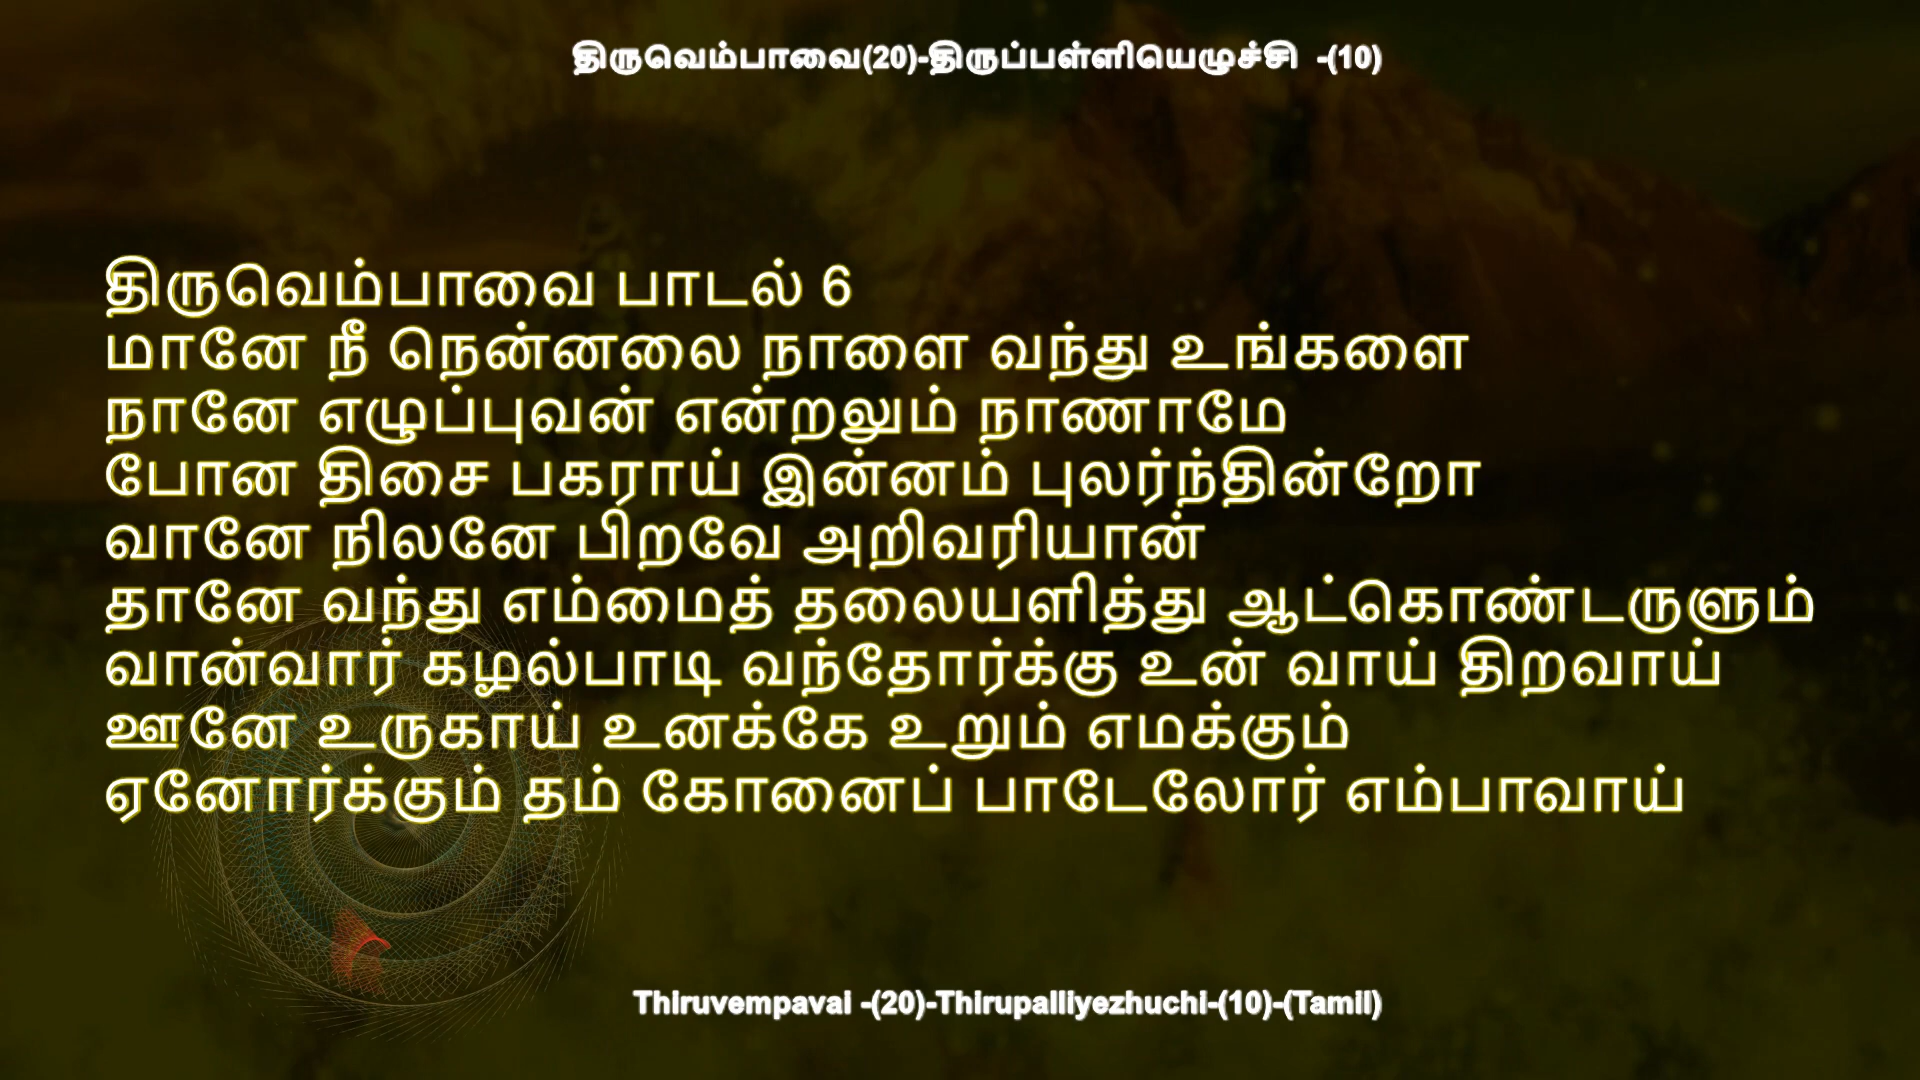 திருவெம்பாவை(20)-திருப்பள்ளியெழுச்சி -(10)
திருவெம்பாவை பாடல் 6
மானே நீ நென்னலை நாளை வந்து உங்களை
நானே எழுப்புவன் என்றலும் நாணாமே
போன திசை பகராய் இன்னம் புலர்ந்தின்றோ
வானே நிலனே பிறவே அறிவரியான்
தானே வந்து எம்மைத் தலையளித்து ஆட்கொண்டருளும்
வான்வார் கழல்பாடி வந்தோர்க்கு உன் வாய் திறவாய்
ஊனே உருகாய் உனக்கே உறும் எமக்கும்
ஏனோர்க்கும் தம் கோனைப் பாடேலோர் எம்பாவாய்
Thiruvempavai -(20)-Thirupalliyezhuchi-(10)-(Tamil)